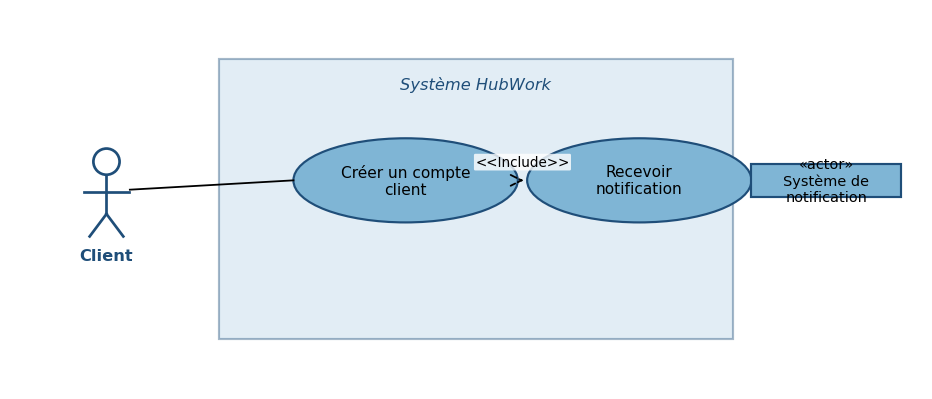 Système HubWork
Client
Créer un compte
client
<<Include>>
Recevoir
notification
«actor»
Système de
notification